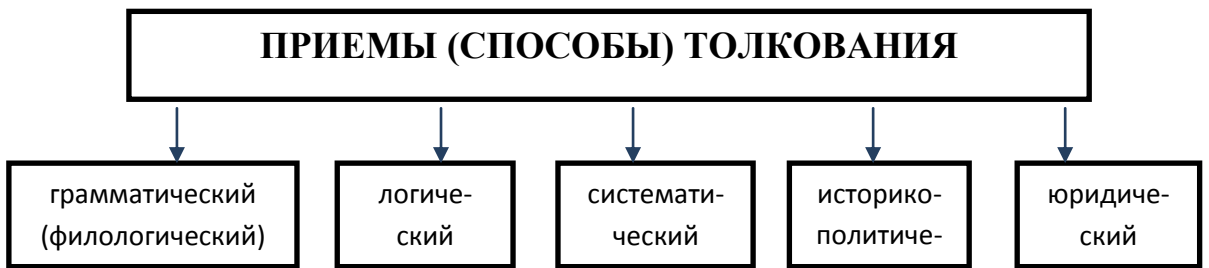 ПРИЕМЫ (СПОСОБЫ) ТОЛКОВАНИЯ
грамматический
(филологический)
логиче-
ский
системати-
ческий
историко-
политиче-
юридиче-
ский